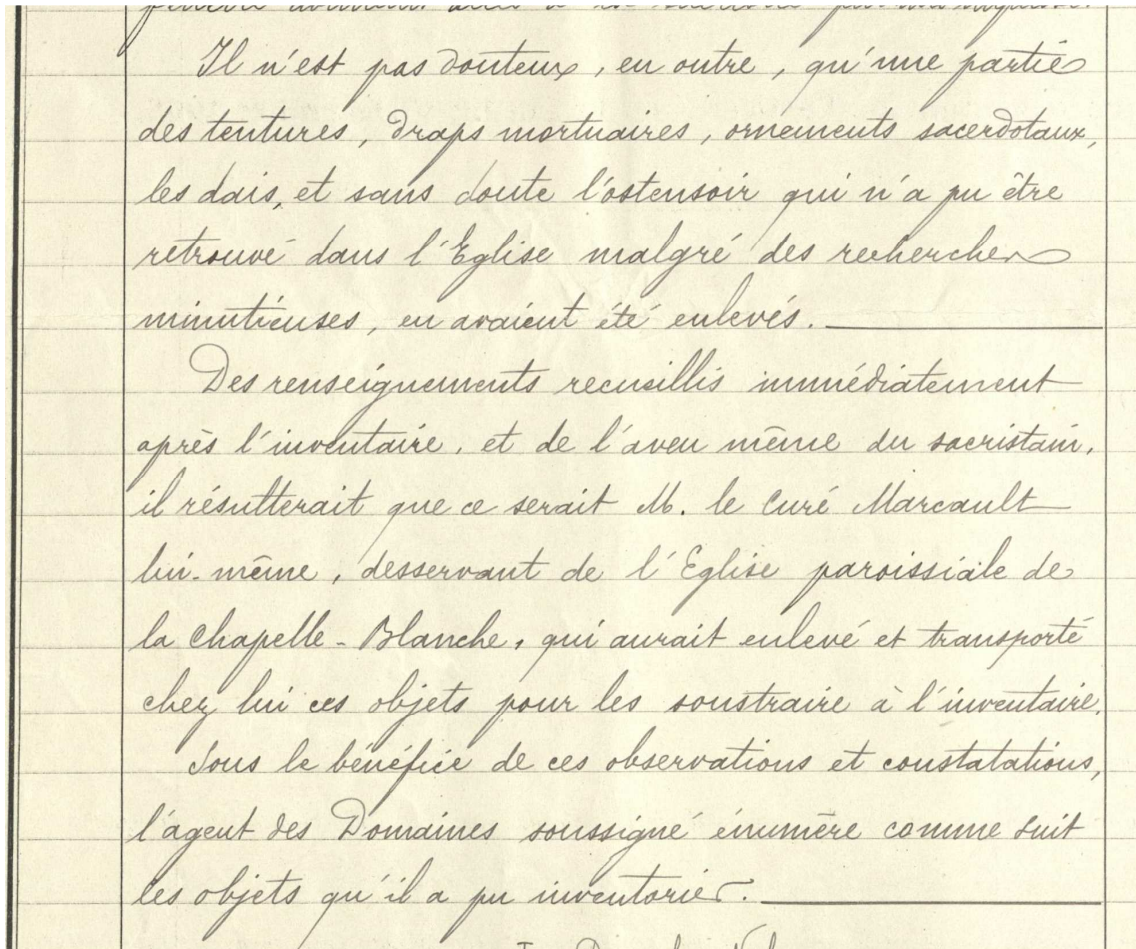 Il n'est pas douteux, en outre, qu'une partie
des tentures, draps mortuaires, ornements sacerdotaux,
les dais, et sans doute l'ostensoir qui n'a pu être
retrouvé dans l'Eglise malgré des recherches
minutieuses, en avaient été enlevés.
Des renseignements recueillis immédiatement
après l'inventaire, et de l'aveu même du sacristain,
il résulterait que ce serait M. le Curé Marcault
lui-même, desservant de l'Eglise paroissiale de
la Chapelle-Blanche, qui aurait enlevé et transporté
chez lui ces objets pour les soustraire à l'inventaire.
Sous le bénéfice de ces observations et constatations,
l'agent des Domaines soussigné énumère comme suit
les objets qu'il a pu inventorier.